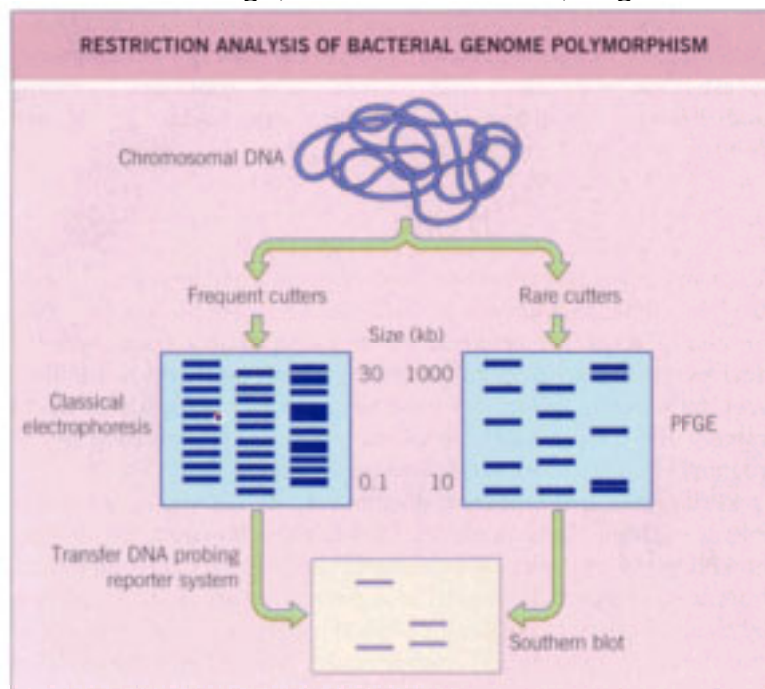 RESTRICTION ANALYSIS OF BACTERIAL GENOME POLYMORPHISM
Chromosomal DNA
Frequent cutters
Rare cutters
Size (kb)
30 1000
Classical
electrophoresis
PFGE
0.1 10
Transfer DNA probing
reporter system
Southern blot